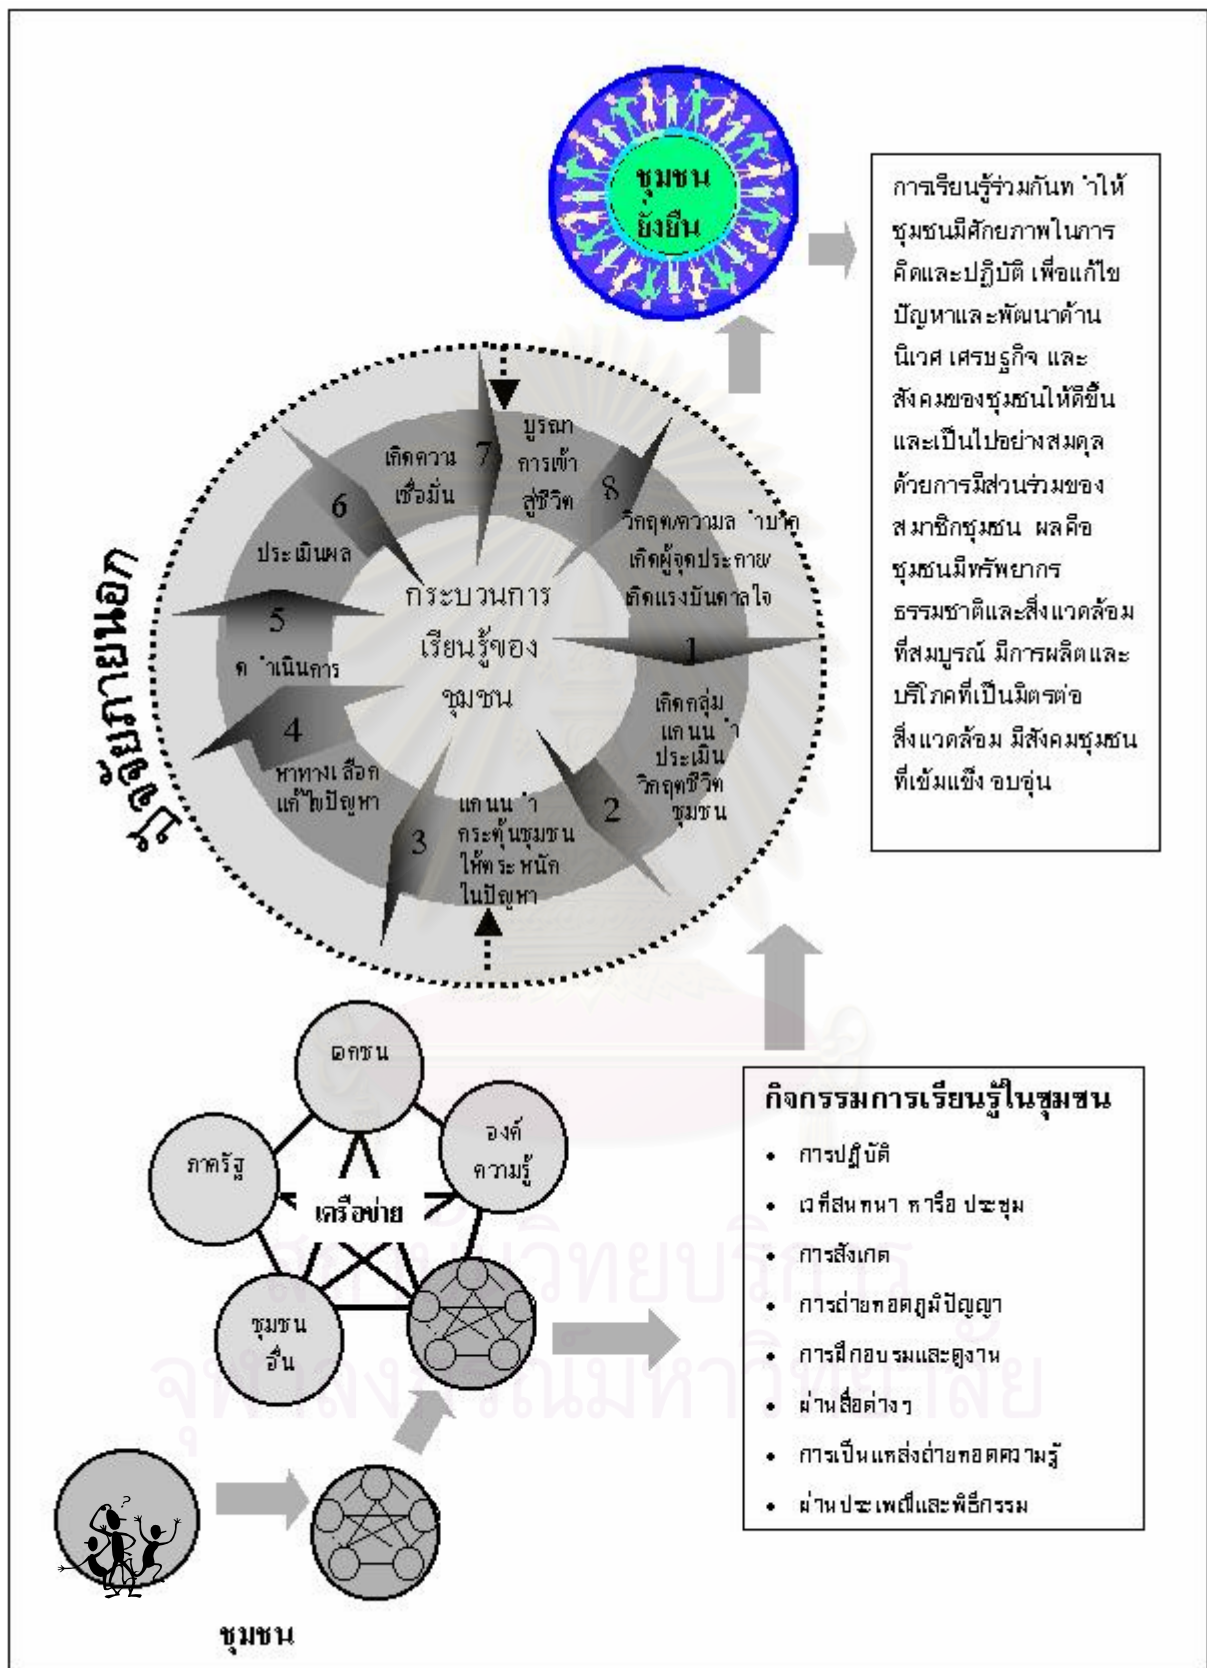 ชุมชน
ยั่งยืน
การเรียนรู้ร่วมกันทำให้
ชุมชนมีศักยภาพในการ
คิดและปฏิบัติ เพื่อแก้ไข
ปัญหาและพัฒนาด้าน
นิเวศ เศรษฐกิจ และ
สังคมของชุมชนให้ดีขึ้น
และเป็นไปอย่างสมดุล
ด้วยการมีส่วนร่วมของ
สมาชิกชุมชน ผลคือ
ชุมชนมีทรัพยากร
ธรรมชาติและสิ่งแวดล้อม
ที่สมบูรณ์ มีการผลิตและ
บริโภคที่เป็นมิตรต่อ
สิ่งแวดล้อม มีสังคมชุมชน
ที่เข้มแข็ง อบอุ่น
ปัจจัยภายนอก
กระบวนการ
เรียนรู้ของ
ชุมชน
วิกฤต/ความลำบาก
เกิดผู้จุดประกาย/
เกิดแรงบันดาลใจ
1
เกิดกลุ่ม
แกนนำ
ประเมิน
วิกฤตชีวิต
ชุมชน
2
แกนนำ
กระตุ้นชุมชน
ให้ตระหนัก
ในปัญหา
3
หาทางเลือก
แก้ไขปัญหา
4
ดำเนินการ
5
ประเมินผล
6
เกิดความ
เชื่อมั่น
7
บูรณา
การเข้า
สู่ชีวิต
8
เอกชน
องค์
ความรู้
ภาครัฐ
เครือข่าย
ชุมชน
อื่น
?
ชุมชน
กิจกรรมการเรียนรู้ในชุมชน
• การปฏิบัติ
• เวทีสนทนา หารือ ประชุม
• การสังเกต
• การถ่ายทอดภูมิปัญญา
• การฝึกอบรมและดูงาน
• ผ่านสื่อต่างๆ
• การเป็นแหล่งถ่ายทอดความรู้
• ผ่านประเพณีและพิธีกรรม
สถาบันวิทยบริการ
จุฬาลงกรณ์มหาวิทยาลัย